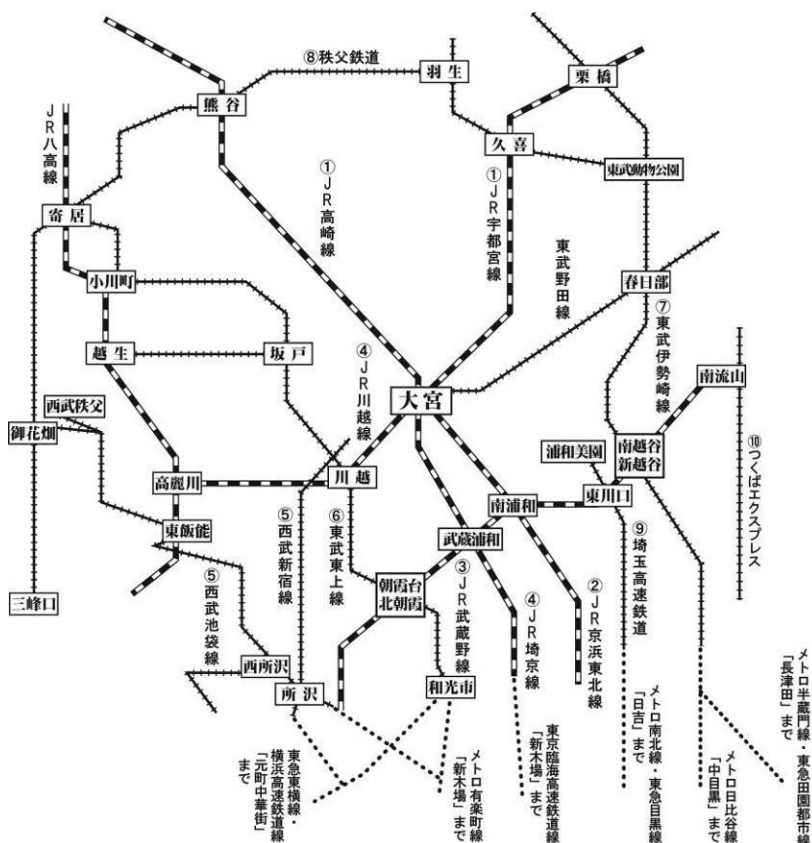 ⑧秩父鉄道
羽生
栗橋
熊谷
久喜
東武動物公園
JR八高線
①JR高崎線
①JR宇都宮線
東武野田線
寄居
小川町
春日部
⑦東武伊勢崎線
越生
坂戸
④JR川越線
大宮
南流山
西武秩父
御花畑
浦和美園
南越谷
新越谷
⑩つくばエクスプレス
高麗川
川越
南浦和
東川口
東飯能
⑤西武新宿線
⑥東武東上線
武蔵浦和
⑨埼玉高速鉄道
朝霞台
北朝霞
③JR武蔵野線
④JR埼京線
②JR京浜東北線
三峰口
⑤西武池袋線
西所沢
所沢
和光市
東急東横線・
横浜高速鉄道線
「元町中華街」
まで
メトロ有楽町線
「新木場」まで
東京臨海高速鉄道線
「新木場」まで
メトロ南北線・東急目黒線
「日吉」まで
メトロ日比谷線
「中目黒」まで
メトロ半蔵門線・東急田園都市線
「長津田」まで